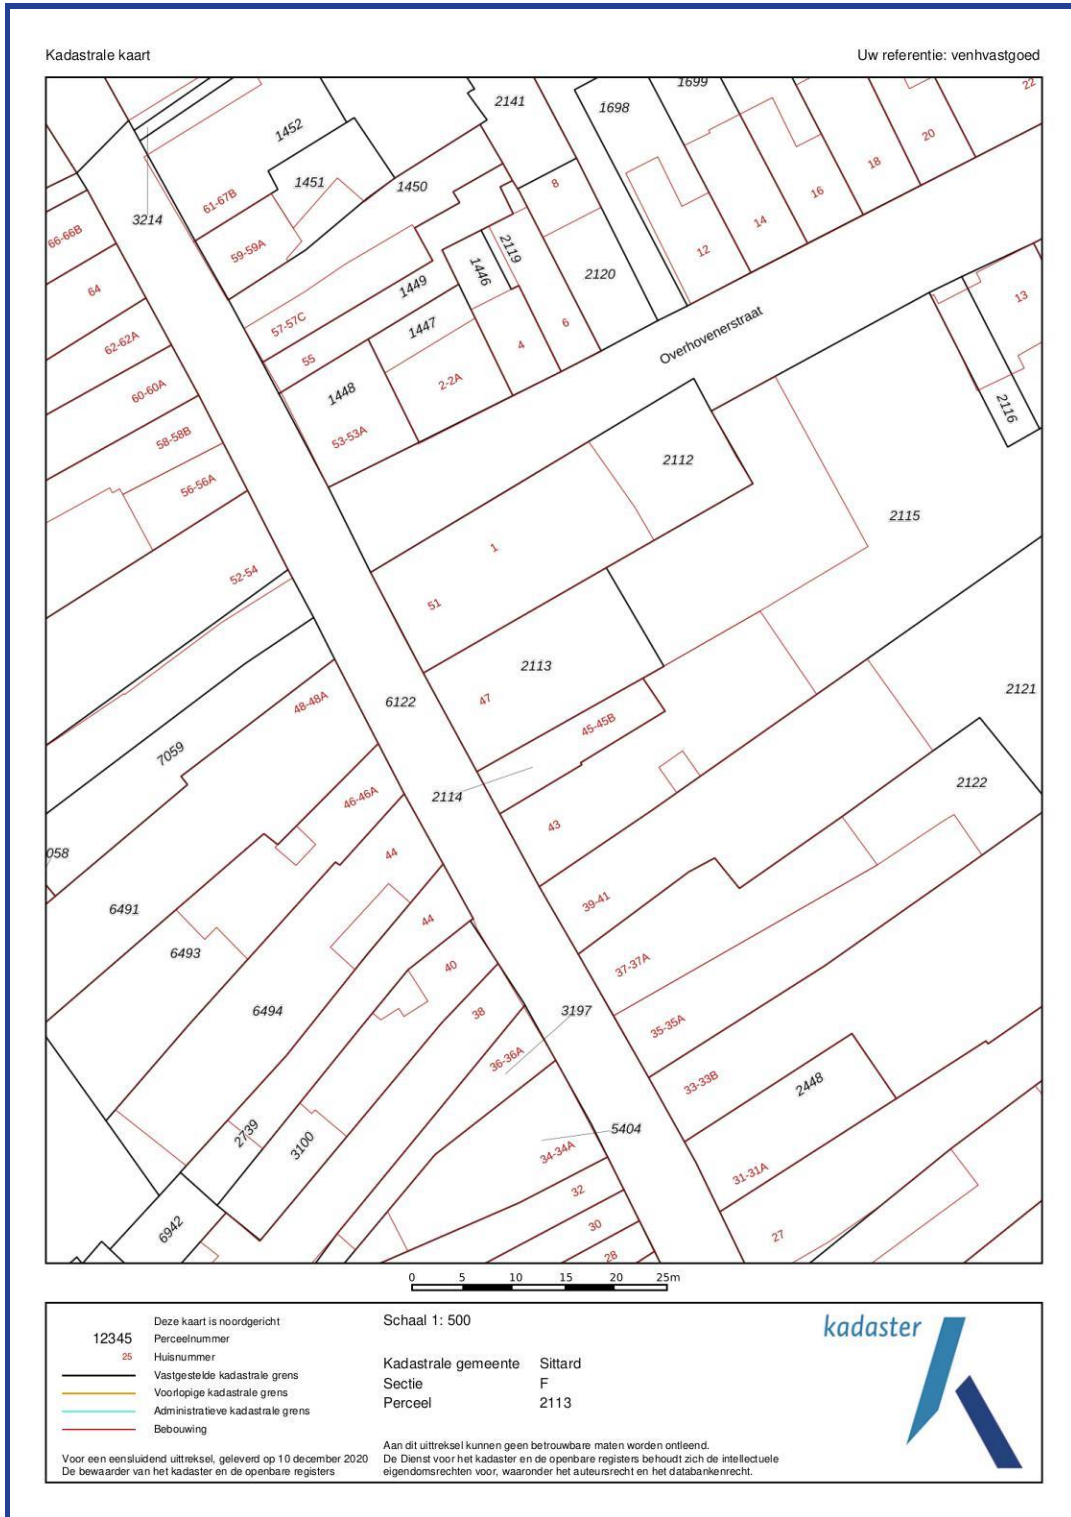 Kadastrale kaart
Uw referentie: venhvastgoed
2141
1698
1699
22
20
18
16
14
12
1452
1451
1450
61-67B
59-59A
3214
66-66B
64
62-62A
60-60A
58-58B
56-56A
52-54
8
2119
1446
2120
1449
57-57C
1447
55
6
4
2-2A
1448
53-53A
Overhovenerstraat
13
2116
2112
2115
1
51
2113
47
45-45B
6122
2121
48-48A
7059
2114
46-46A
43
2122
44
058
39-41
6491
44
6493
40
37-37A
6494
38
3197
35-35A
36-36A
33-33B
2448
2739
3100
5404
34-34A
31-31A
32
6942
30
27
28
0 5 10 15 20 25m
Deze kaart is noordgericht
12345 Perceelnummer
25 Huisnummer
Vastgestelde kadastrale grens
Voorlopige kadastrale grens
Administratieve kadastrale grens
Bebouwing
Voor een eensluidend uittreksel, geleverd op 10 december 2020
De bewaarder van het kadaster en de openbare registers
Schaal 1: 500
Kadastrale gemeente Sittard
Sectie F
Perceel 2113
Aan dit uittreksel kunnen geen betrouwbare maten worden ontleend.
De Dienst voor het kadaster en de openbare registers behoudt zich de intellectuele
eigendomsrechten voor, waaronder het auteursrecht en het databankenrecht.
kadaster